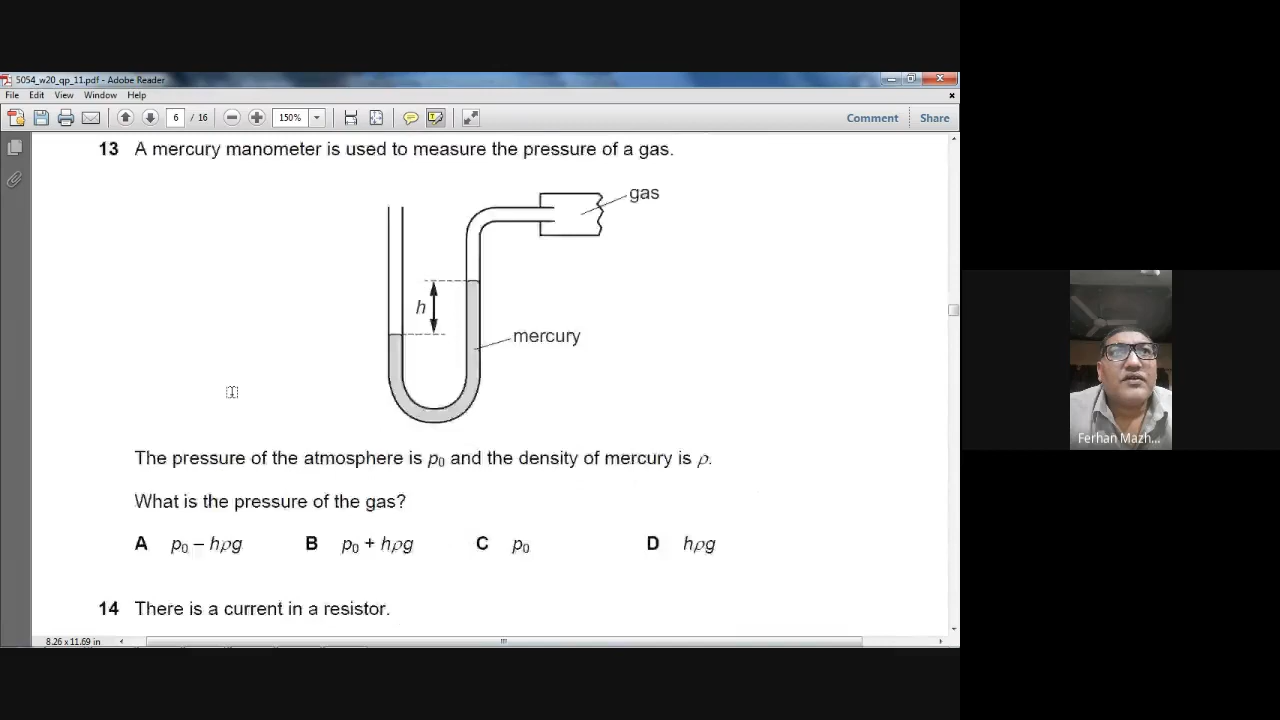 5054_w20_qp_11.pdf - Adobe Reader
File Edit View Window Help
6 / 16 150% Comment Share
13 A mercury manometer is used to measure the pressure of a gas.
gas
h
mercury
The pressure of the atmosphere is p₀ and the density of mercury is ρ.
What is the pressure of the gas?
A p₀ – hρg B p₀ + hρg C p₀ D hρg
14 There is a current in a resistor.
8.26 x 11.69 in
Ferhan Mazh...